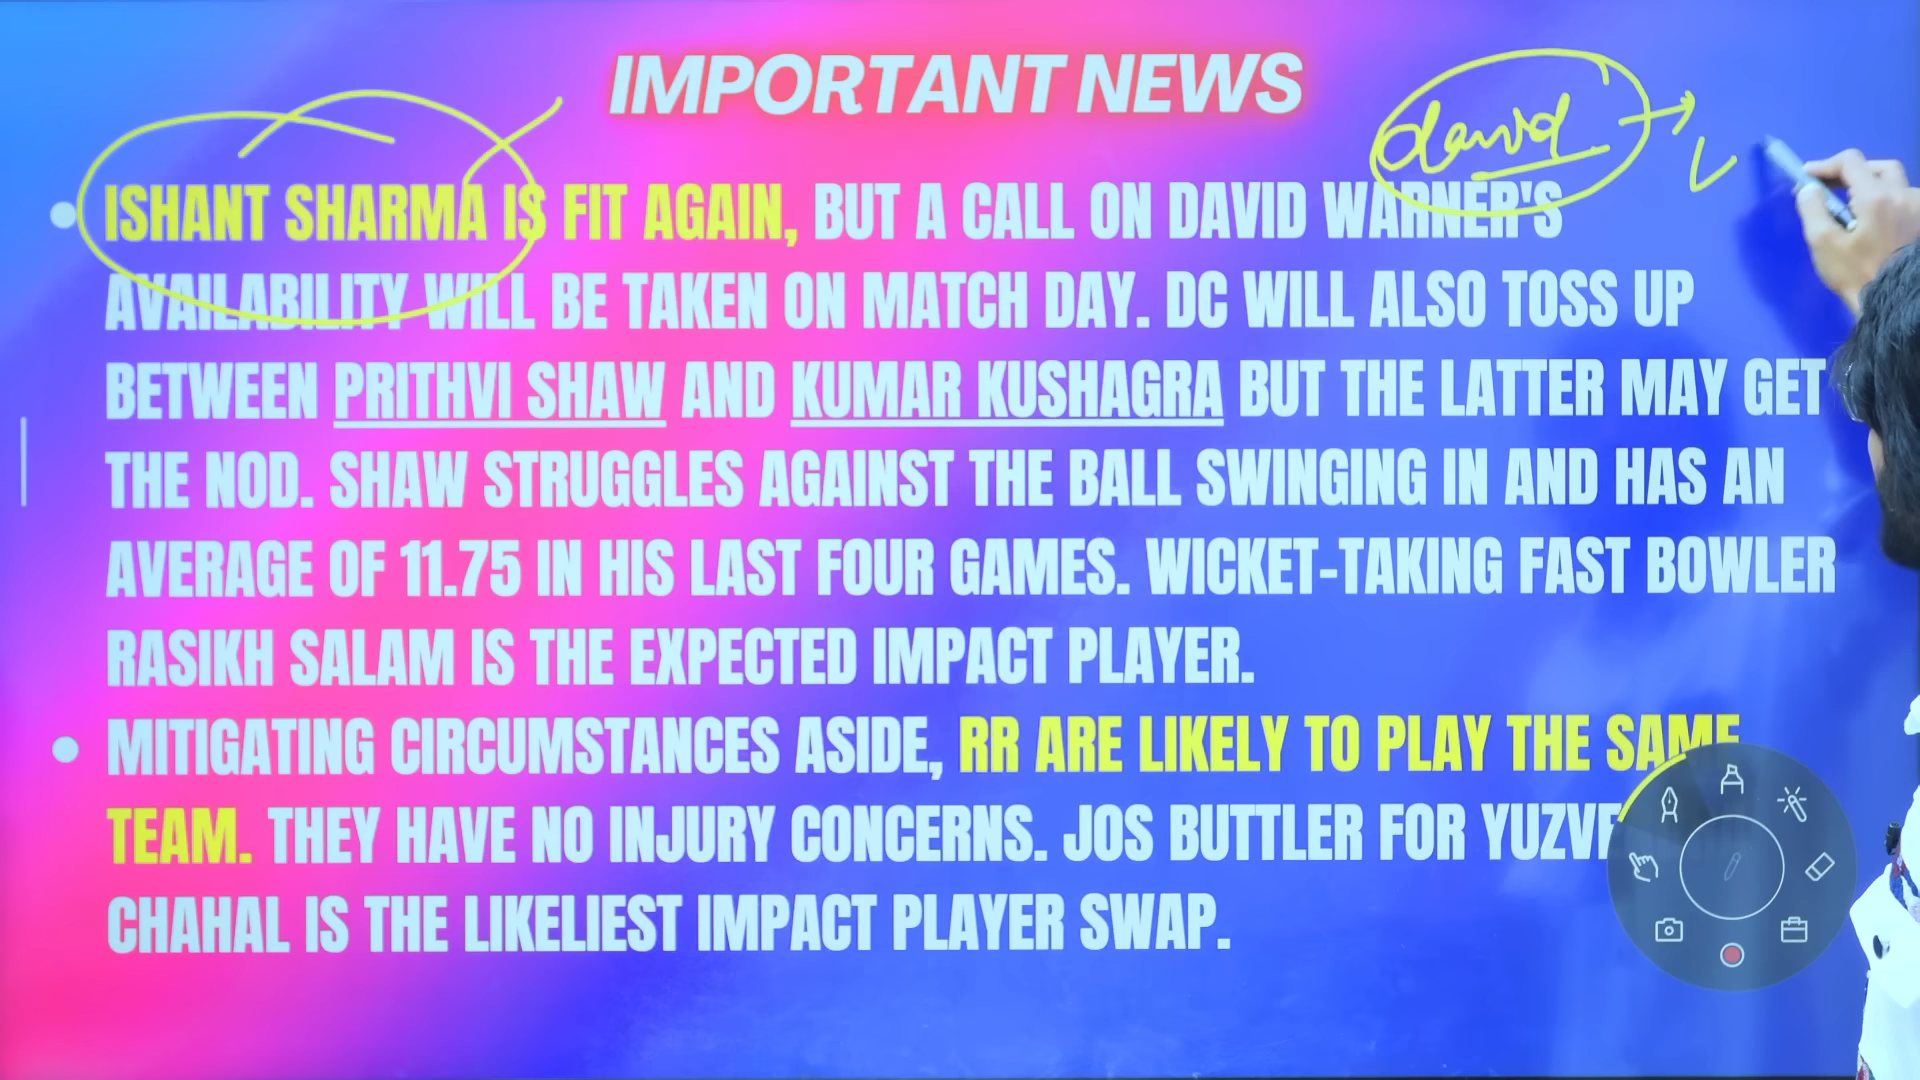 IMPORTANT NEWS
david
ISHANT SHARMA IS FIT AGAIN, BUT A CALL ON DAVID WARNER'S
AVAILABILITY WILL BE TAKEN ON MATCH DAY. DC WILL ALSO TOSS UP
BETWEEN PRITHVI SHAW AND KUMAR KUSHAGRA BUT THE LATTER MAY GET
THE NOD. SHAW STRUGGLES AGAINST THE BALL SWINGING IN AND HAS AN
AVERAGE OF 11.75 IN HIS LAST FOUR GAMES. WICKET-TAKING FAST BOWLER
RASIKH SALAM IS THE EXPECTED IMPACT PLAYER.
MITIGATING CIRCUMSTANCES ASIDE, RR ARE LIKELY TO PLAY THE SAME
TEAM. THEY HAVE NO INJURY CONCERNS. JOS BUTTLER FOR
CHAHAL IS THE LIKELIEST IMPACT PLAYER SWAP.